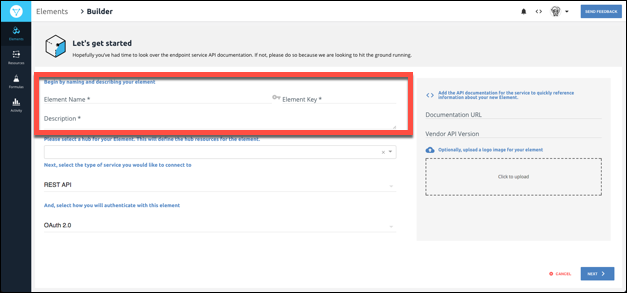 Elements > Builder
SEND FEEDBACK
Elements
Resources
Formulas
Activity
Let's get started
Hopefully you've had time to look over the endpoint service API documentation. If not, please do so because we are looking to hit the ground running.
Begin by naming and describing your element
Element Name *
Element Key *
Description *
Please select a hub for your Element. This will define the hub resources for the element.
Next, select the type of service you would like to connect to
REST API
And, select how you will authenticate with this element
OAuth 2.0
Add the API documentation for the service to quickly reference
information about your new Element.
Documentation URL
Vendor API Version
Optionally, upload a logo image for your element
Click to upload
CANCEL
NEXT